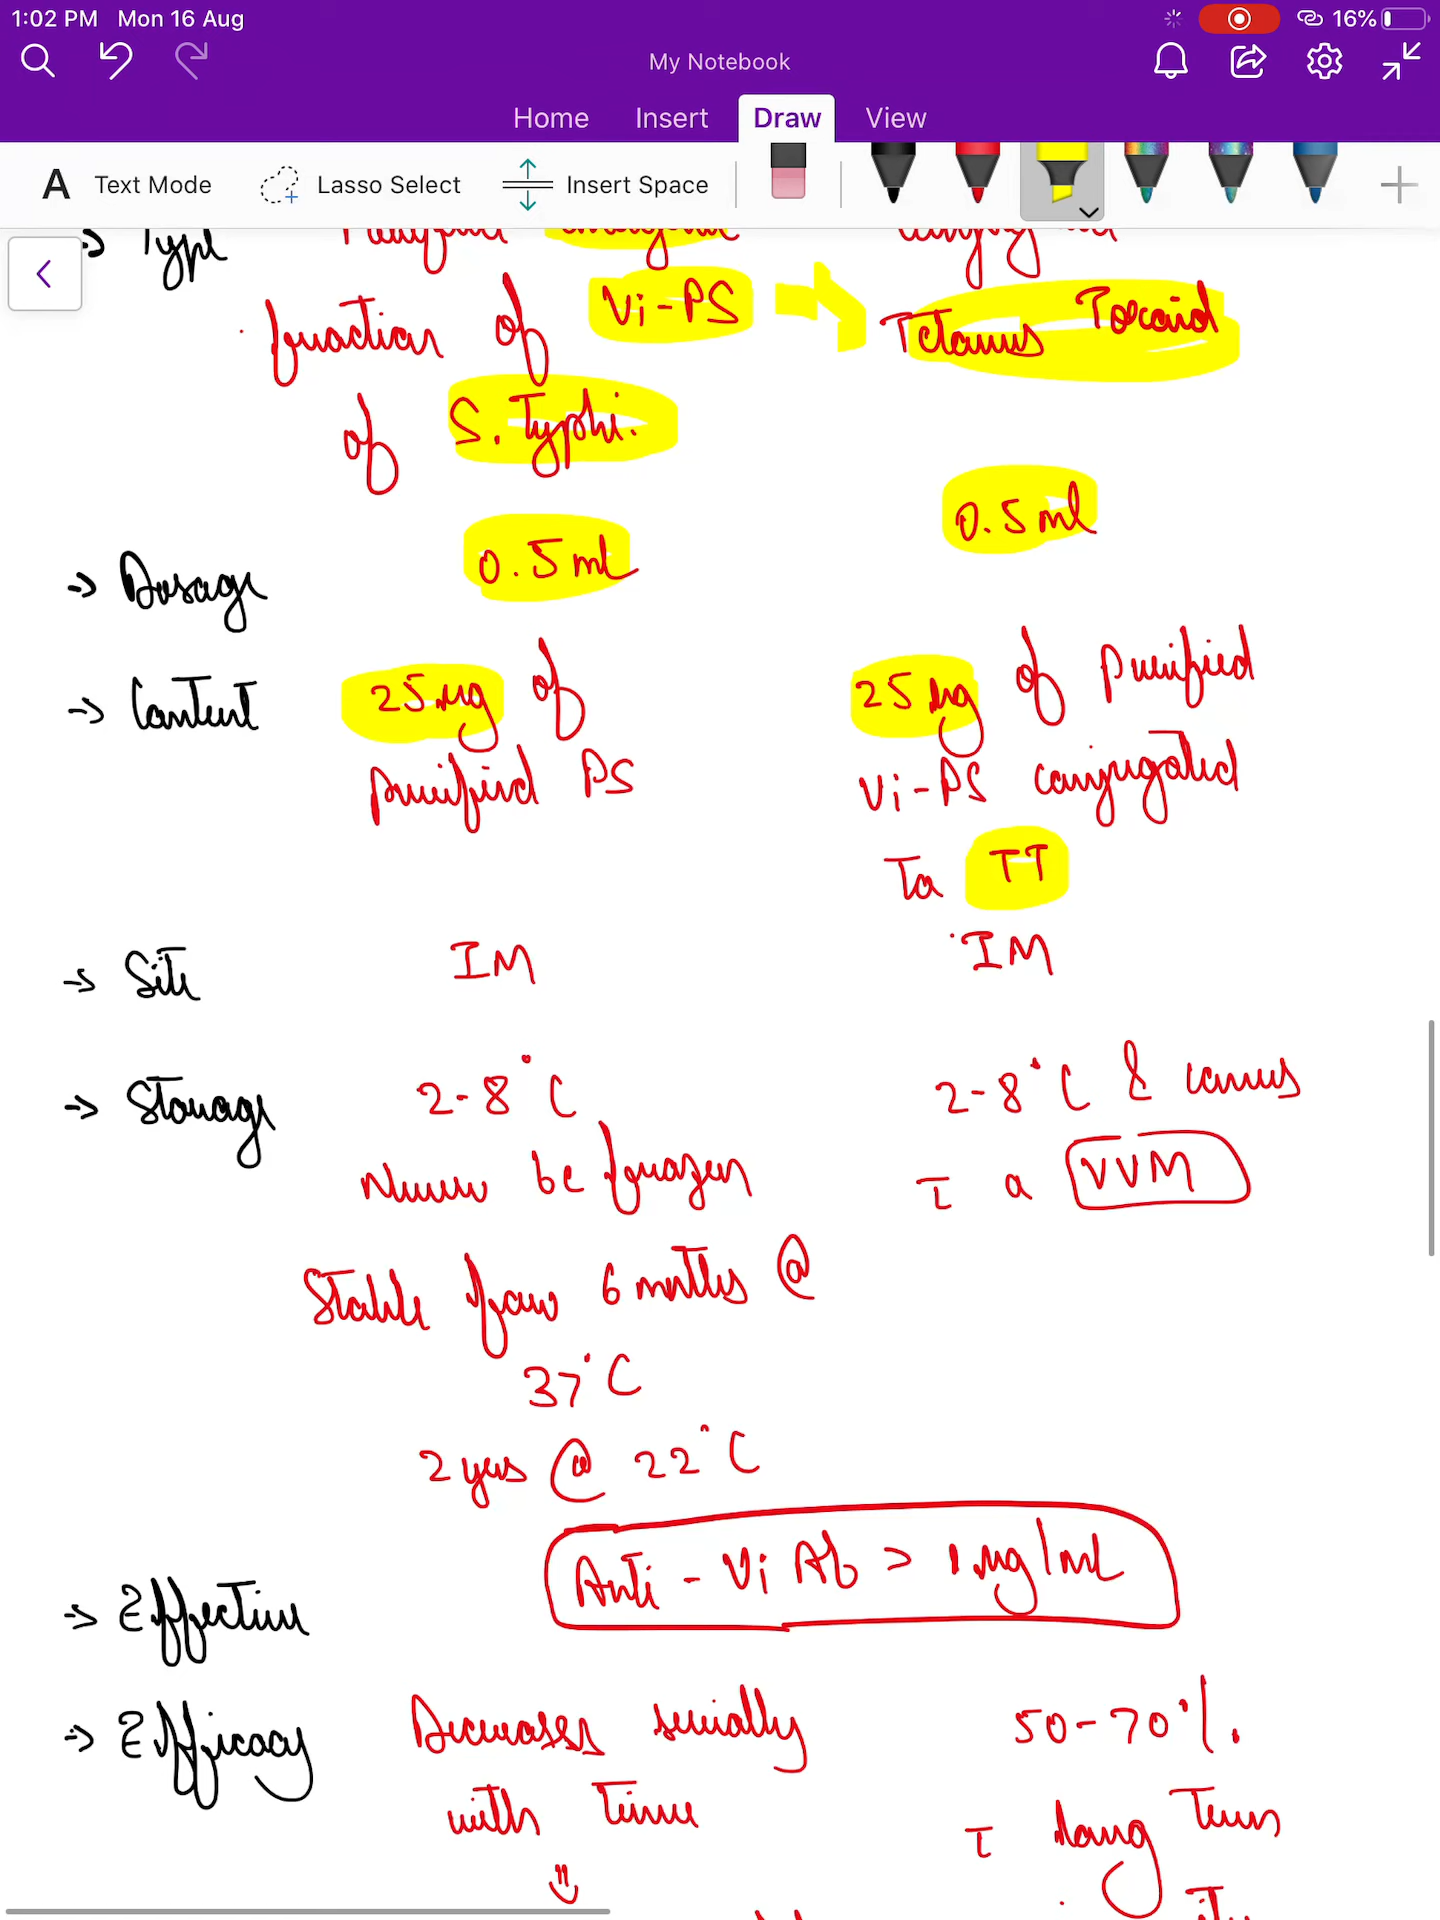 1:02 PM Mon 16 Aug 16%
My Notebook
Home Insert Draw View
A Text Mode Lasso Select Insert Space
→ Type
function of Vi-PS → Tetanus Toxoid
of S. Typhi.
→ Dosage 0.5 ml 0.5 ml
→ Content 25 µg of 25 µg of Purified
purified PS Vi-PS conjugated
To TT
→ Site IM IM
→ Storage 2-8°C 2-8°C & comes
Never be frozen c̄ a VVM
Stable for 6 months @
37°C
2 yrs @ 22°C
→ Effective Anti-Vi Ab > 1 µg/ml
→ Efficacy Decreases serially 50-70%.
with time c̄ long Term